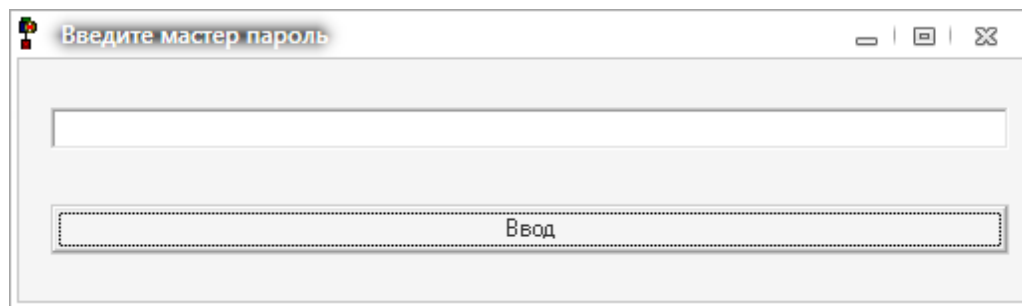 Введите мастер пароль
Ввод